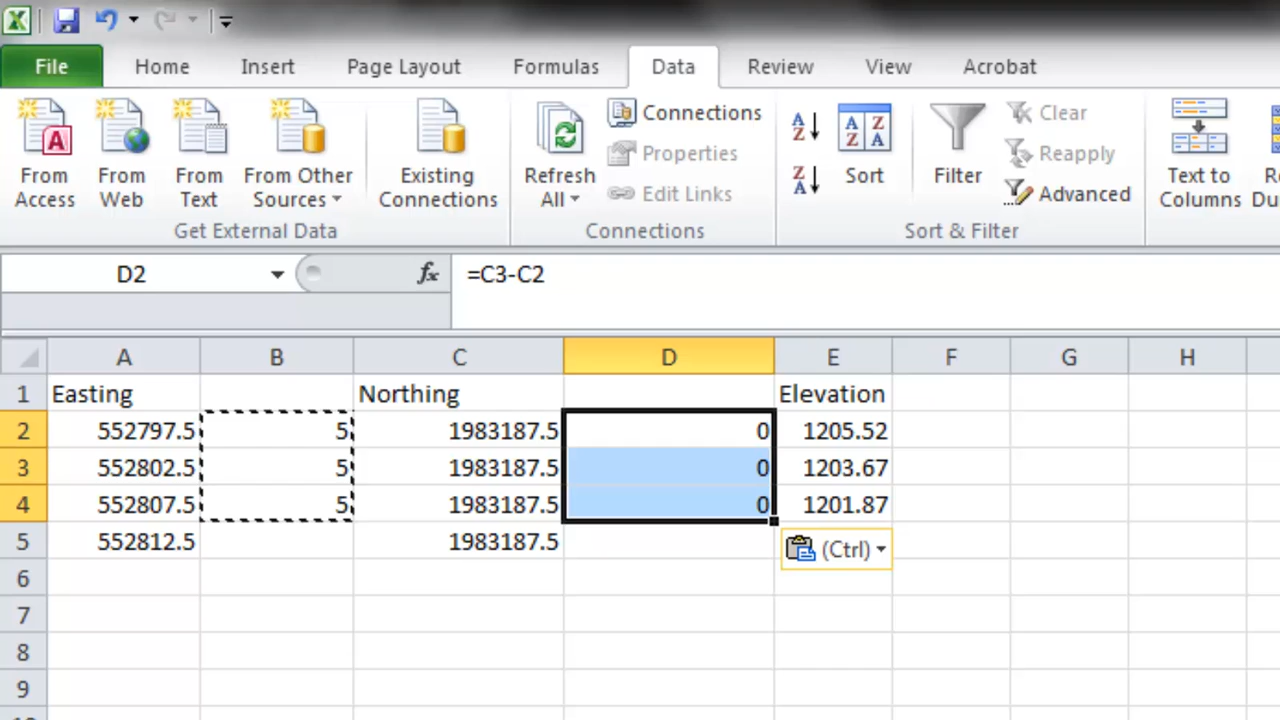 File Home Insert Page Layout Formulas Data Review View Acrobat
From Access From Web From Text From Other Sources Existing Connections Refresh All Connections Properties Edit Links Sort Filter Clear Reapply Advanced Text to Columns
Get External Data Connections Sort & Filter
D2 fx =C3-C2
A B C D E F G H
1 Easting Northing Elevation
2 552797.5 5 1983187.5 0 1205.52
3 552802.5 5 1983187.5 0 1203.67
4 552807.5 5 1983187.5 0 1201.87
5 552812.5 1983187.5 (Ctrl)
6
7
8
9